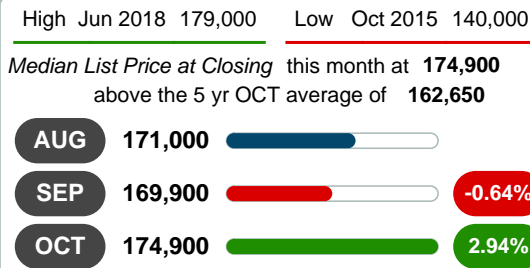 High Jun 2018 179,000 Low Oct 2015 140,000
Median List Price at Closing this month at 174,900
above the 5 yr OCT average of 162,650
AUG 171,000
SEP 169,900 -0.64%
OCT 174,900 2.94%